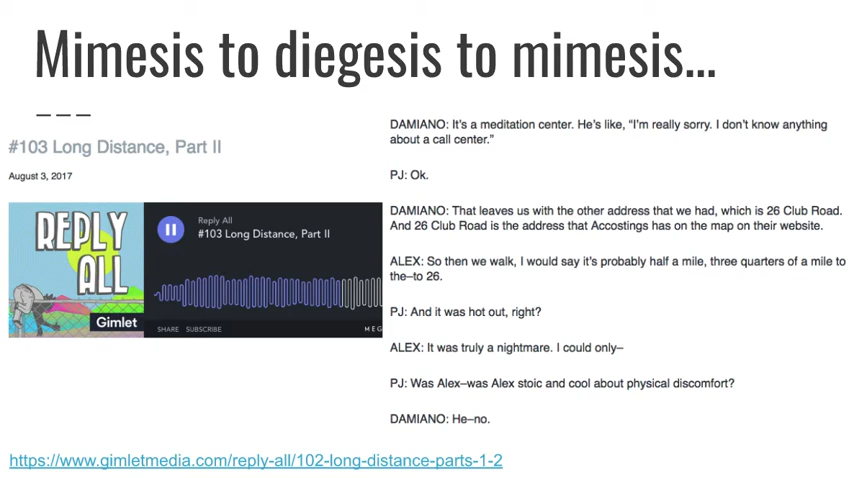 Mimesis to diegesis to mimesis...
#103 Long Distance, Part II
August 3, 2017
REPLY
ALL
Gimlet
Reply All
#103 Long Distance, Part II
SHARE SUBSCRIBE
MEG
DAMIANO: It's a meditation center. He's like, “I'm really sorry. I don't know anything
about a call center.”
PJ: Ok.
DAMIANO: That leaves us with the other address that we had, which is 26 Club Road.
And 26 Club Road is the address that Accostings has on the map on their website.
ALEX: So then we walk, I would say it's probably half a mile, three quarters of a mile to
the–to 26.
PJ: And it was hot out, right?
ALEX: It was truly a nightmare. I could only–
PJ: Was Alex–was Alex stoic and cool about physical discomfort?
DAMIANO: He–no.
https://www.gimletmedia.com/reply-all/102-long-distance-parts-1-2